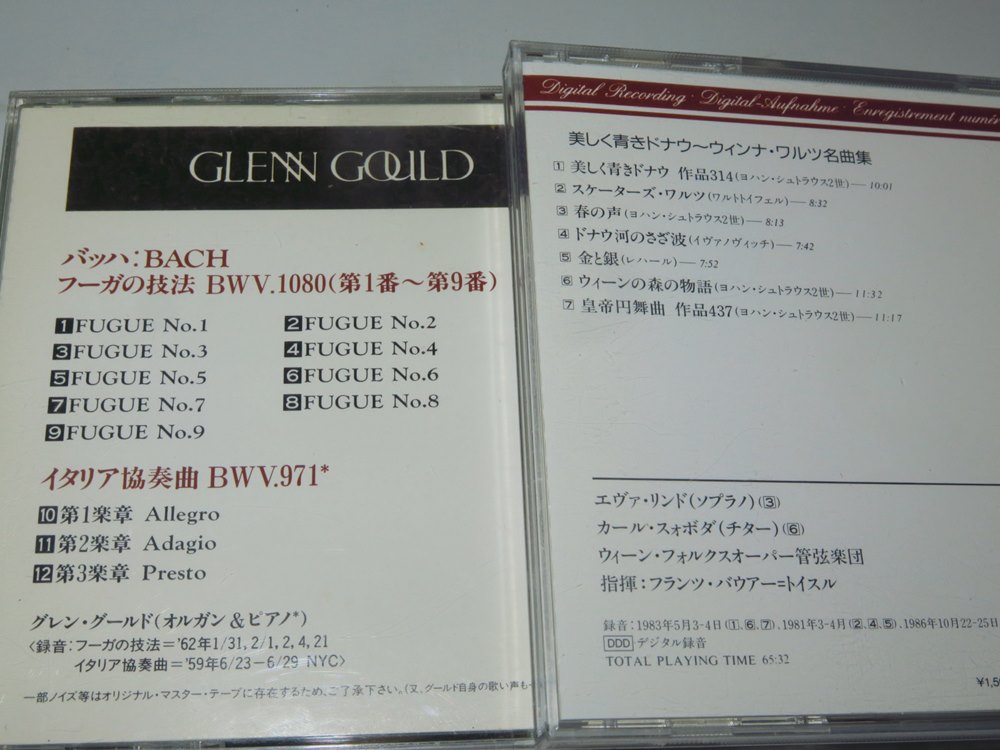 GLENN GOULD
バッハ:BACH
フーガの技法 BWV.1080(第1番〜第9番)
1 FUGUE No.1
2 FUGUE No.2
3 FUGUE No.3
4 FUGUE No.4
5 FUGUE No.5
6 FUGUE No.6
7 FUGUE No.7
8 FUGUE No.8
9 FUGUE No.9
イタリア協奏曲 BWV.971*
10 第1楽章 Allegro
11 第2楽章 Adagio
12 第3楽章 Presto
グレン・グールド(オルガン&ピアノ*)
〈録音:フーガの技法='62年1/31, 2/1, 2, 4, 21
イタリア協奏曲='59年6/23−6/29 NYC〉
一部ノイズ等はオリジナル・マスター・テープに存在するため、ご了承下さい。(又、グールド自身の歌い声も
Digital Recording · Digital-Aufnahme · Enregistrement numér
美しく青きドナウ〜ウィンナ・ワルツ名曲集
1 美しく青きドナウ 作品314(ヨハン・シュトラウス2世)— 10:01
2 スケーターズ・ワルツ(ワルトトイフェル)— 8:32
3 春の声(ヨハン・シュトラウス2世)— 8:13
4 ドナウ河のさざ波(イヴァノヴィッチ)— 7:42
5 金と銀(レハール)— 7:52
6 ウィーンの森の物語(ヨハン・シュトラウス2世)— 11:32
7 皇帝円舞曲 作品437(ヨハン・シュトラウス2世)— 11:17
エヴァ・リンド(ソプラノ)(3)
カール・スォボダ(チター)(6)
ウィーン・フォルクスオーパー管弦楽団
指揮:フランツ・バウアー=トイスル
録音:1983年5月3-4日(1、6、7)、1981年3-4月(2、4、5)、1986年10月22-25日
DDD デジタル録音
TOTAL PLAYING TIME 65:32
¥1,5